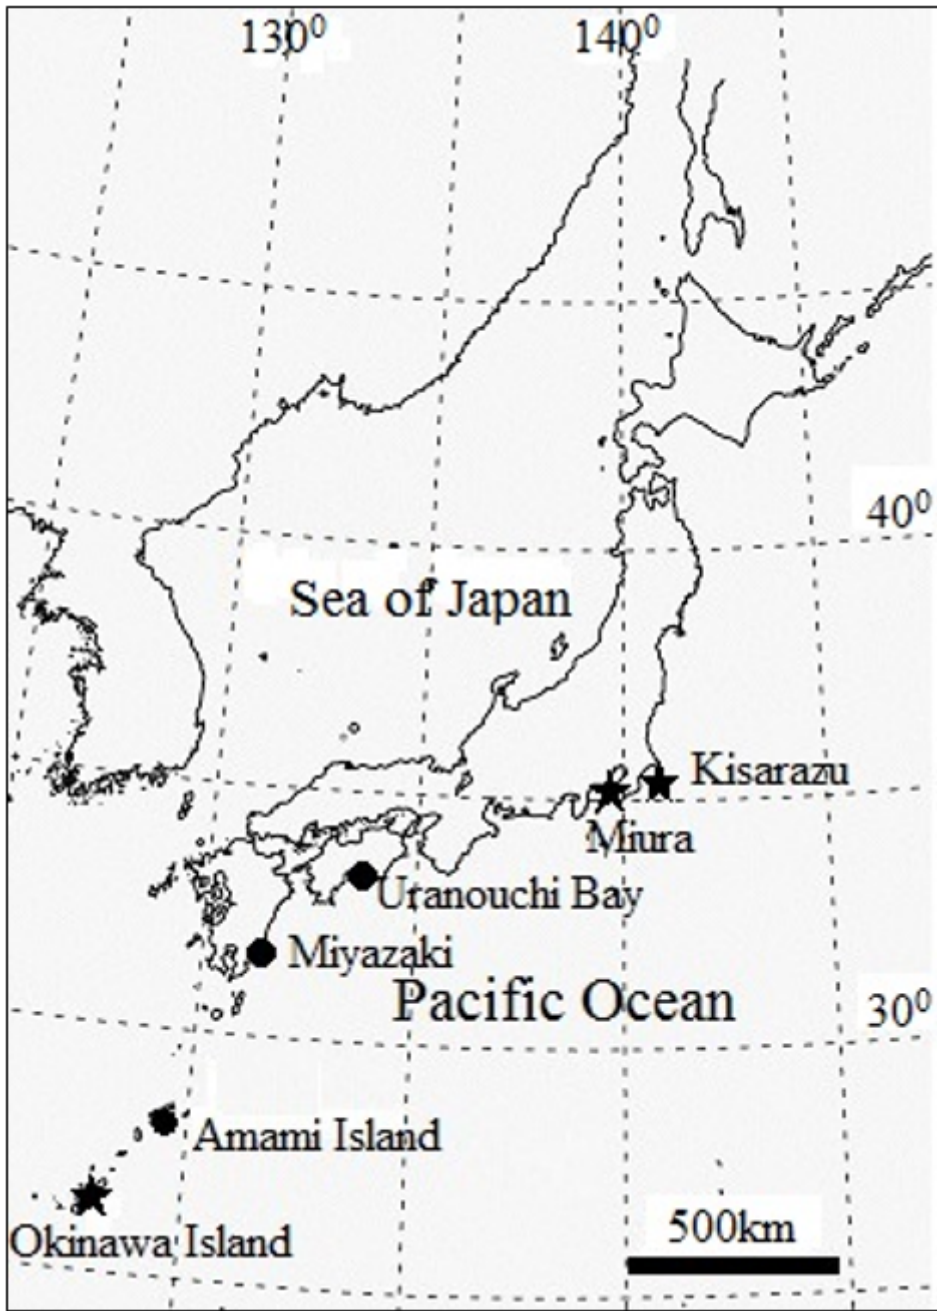 130⁰ 140⁰
40⁰
Sea of Japan
Kisarazu
Miura
Uranouchi Bay
Miyazaki
Pacific Ocean
30⁰
Amami Island
500km
Okinawa Island